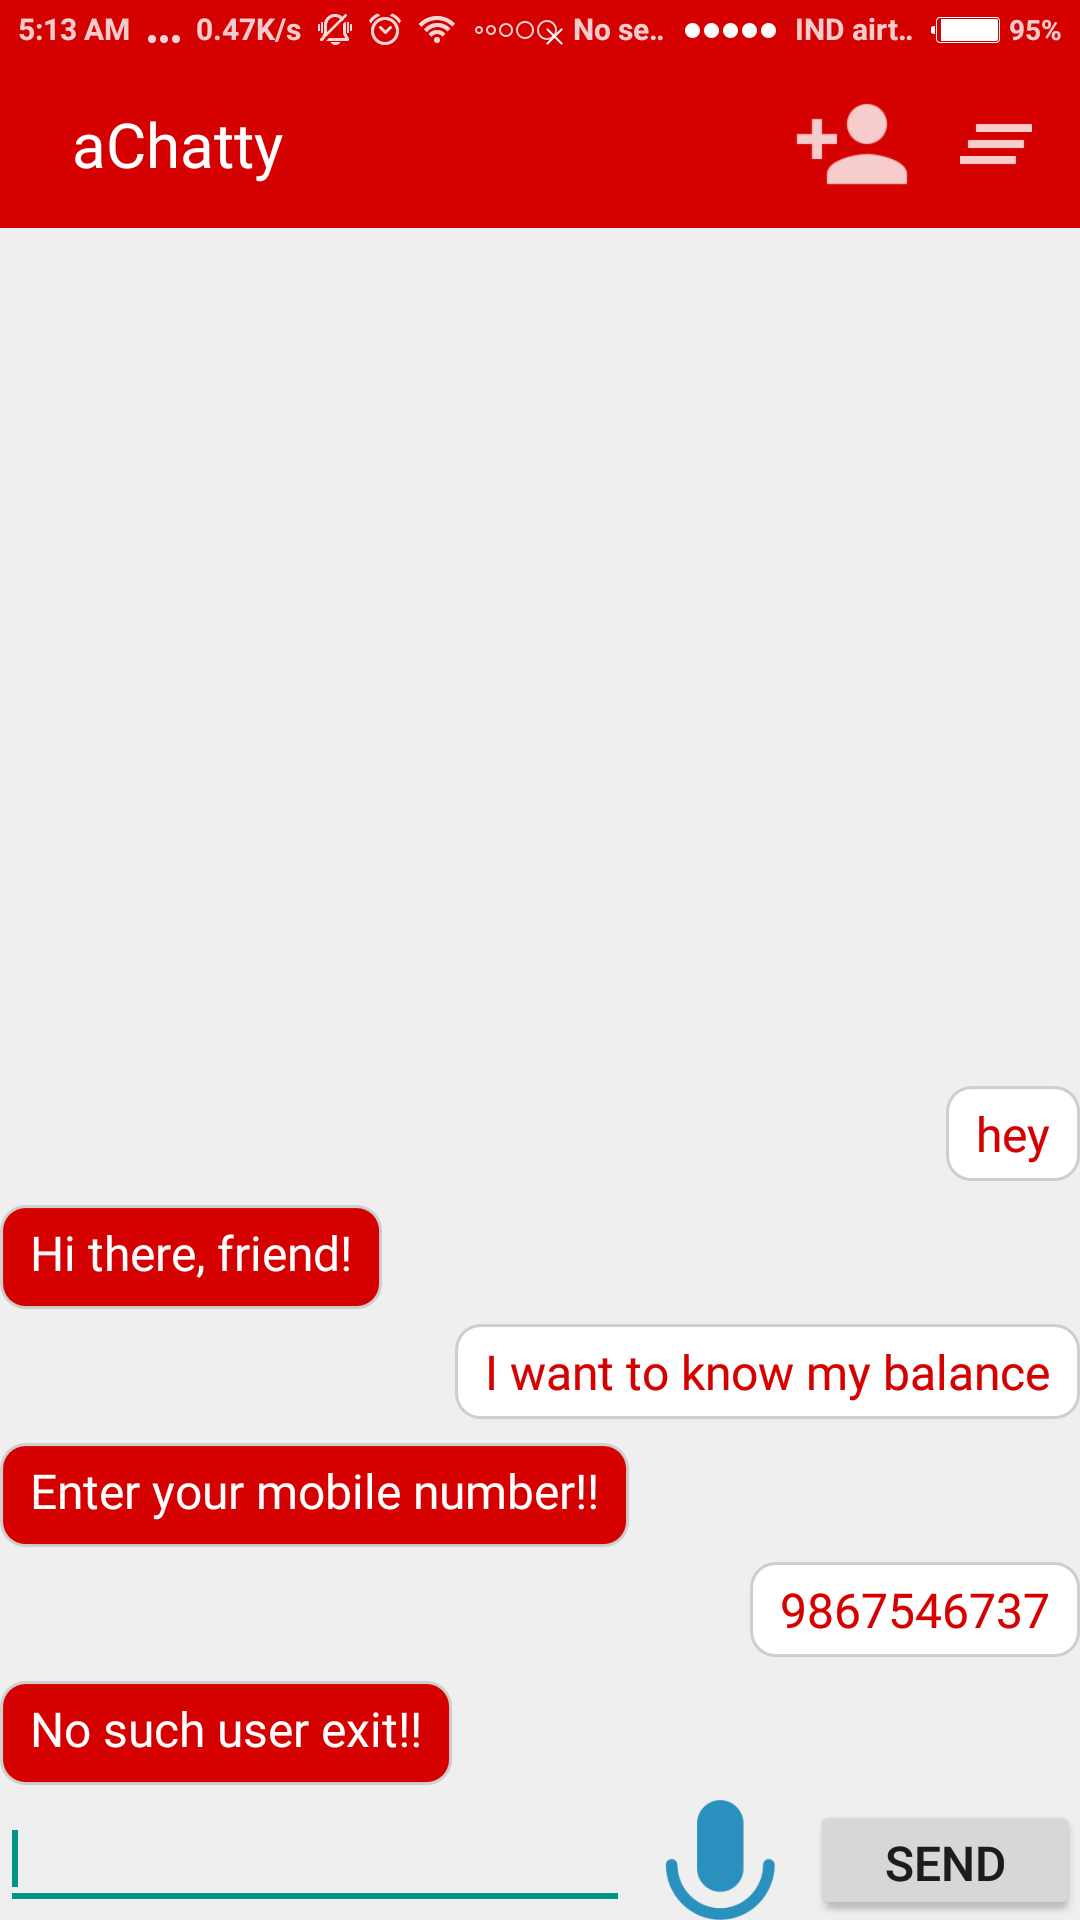 5:13 AM ... 0.47K/s No se.. IND airt.. 95%
aChatty
hey
Hi there, friend!
I want to know my balance
Enter your mobile number!!
9867546737
No such user exit!!
SEND